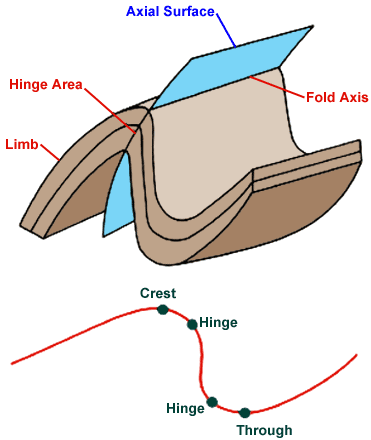 Axial Surface
Hinge Area
Fold Axis
Limb
Crest
Hinge
Hinge
Through